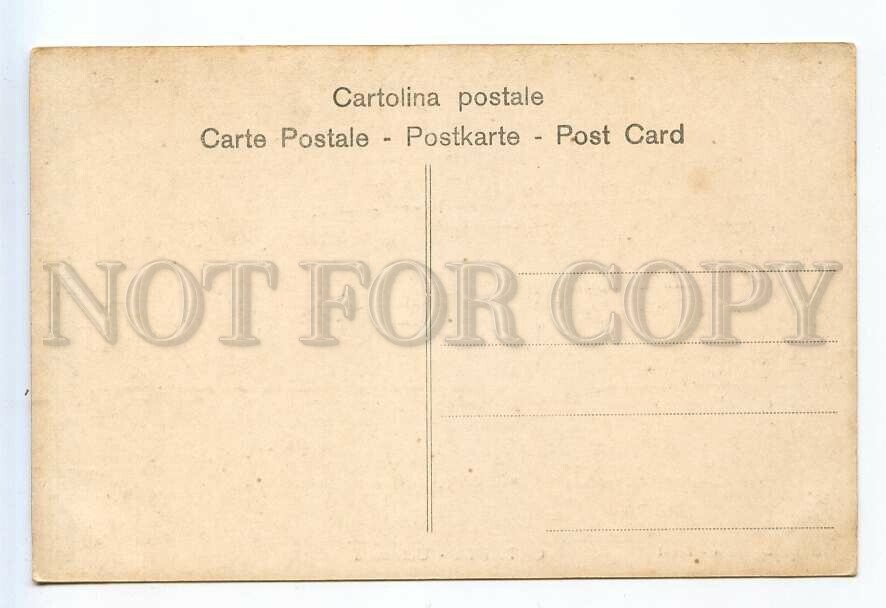 Cartolina postale
Carte Postale - Postkarte - Post Card
NOT FOR COPY